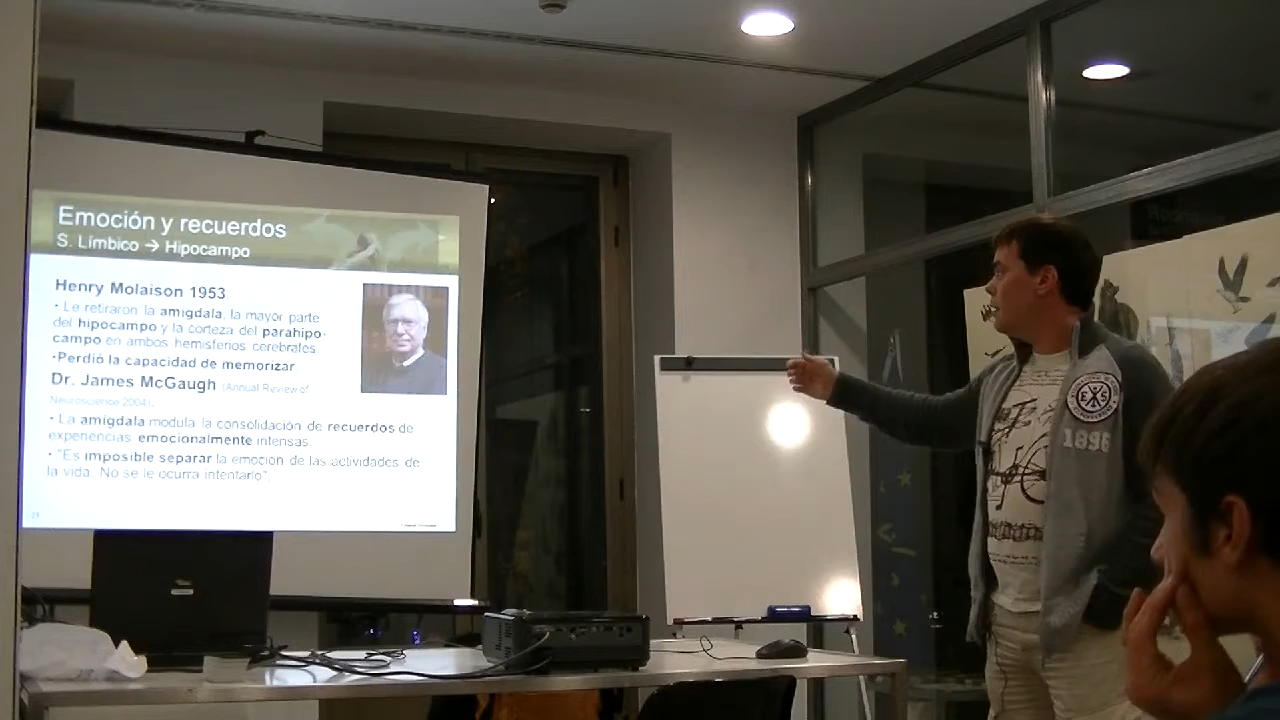 Emoción y recuerdos
S. Límbico → Hipocampo
Henry Molaison 1953
• Le retiraron la amígdala, la mayor parte
del hipocampo y la corteza del parahipo-
campo en ambos hemisferios cerebrales.
•Perdió la capacidad de memorizar
Dr. James McGaugh (Annual Review of
Neuroscience 2004).
• La amígdala modula la consolidación de recuerdos de
experiencias emocionalmente intensas.
• "Es imposible separar la emoción de las actividades de
la vida. No se le ocurra intentarlo".
E S
1896